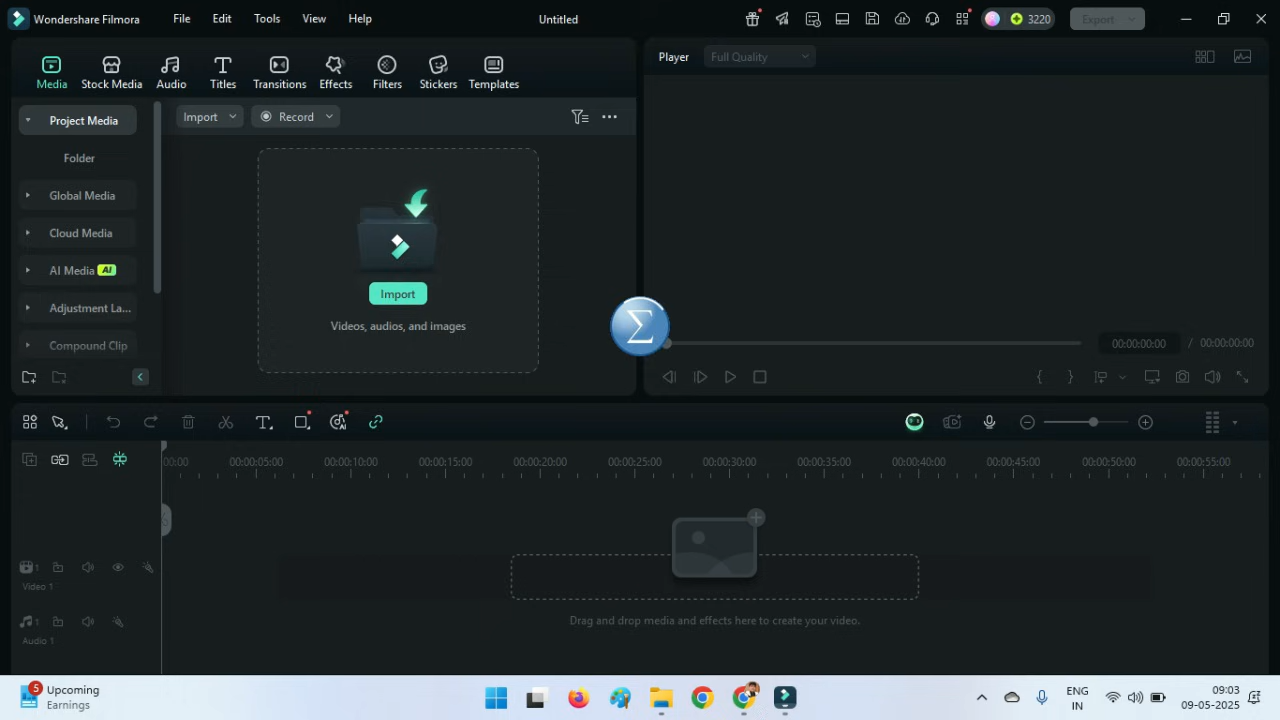 Wondershare Filmora File Edit Tools View Help Untitled 3220 Export
Media Stock Media Audio Titles Transitions Effects Filters Stickers Templates
Player Full Quality
Project Media
Import Record
Folder
Global Media
Cloud Media
AI Media AI
Adjustment La...
Compound Clip
Import
Videos, audios, and images
Σ
00:00:00:00 / 00:00:00:00
00:00 00:00:05:00 00:00:10:00 00:00:15:00 00:00:20:00 00:00:25:00 00:00:30:00 00:00:35:00 00:00:40:00 00:00:45:00 00:00:50:00 00:00:55:00
1
Video 1
1
Audio 1
Drag and drop media and effects here to create your video.
5 Upcoming
Earnings
ENG
IN
09:03
09-05-2025